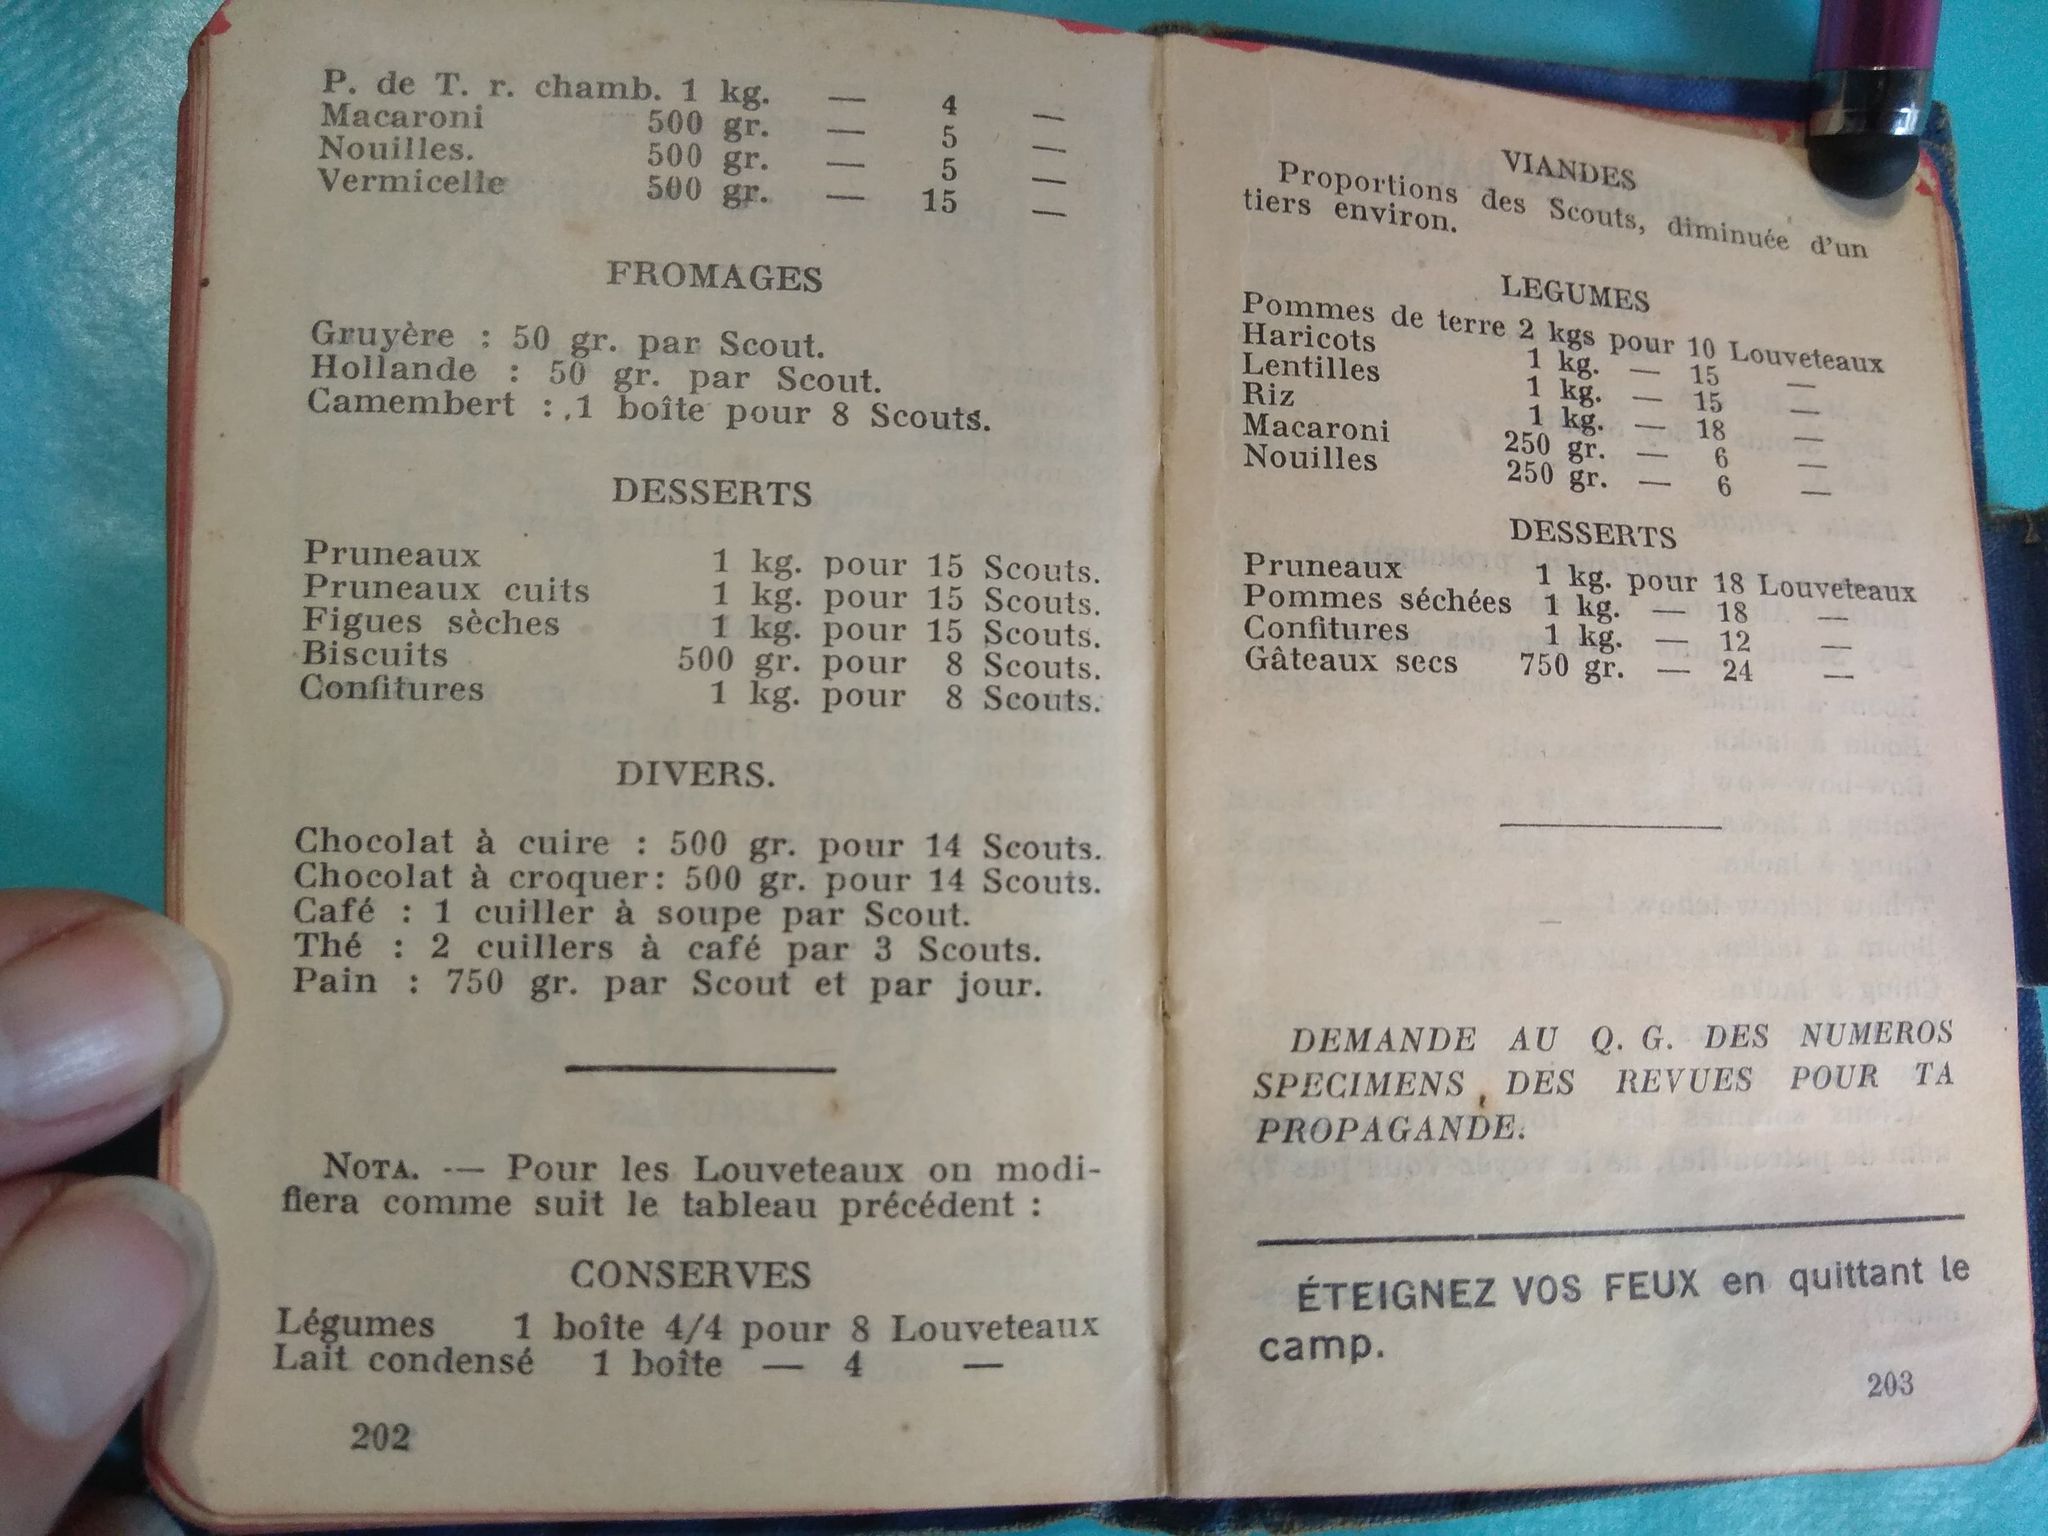 P. de T. r. chamb. 1 kg. — 4 —
Macaroni 500 gr. — 5 —
Nouilles. 500 gr. — 5 —
Vermicelle 500 gr. — 15 —
FROMAGES
Gruyère : 50 gr. par Scout.
Hollande : 50 gr. par Scout.
Camembert : 1 boîte pour 8 Scouts.
DESSERTS
Pruneaux 1 kg. pour 15 Scouts.
Pruneaux cuits 1 kg. pour 15 Scouts.
Figues sèches 1 kg. pour 15 Scouts.
Biscuits 500 gr. pour 8 Scouts.
Confitures 1 kg. pour 8 Scouts.
DIVERS.
Chocolat à cuire : 500 gr. pour 14 Scouts.
Chocolat à croquer : 500 gr. pour 14 Scouts.
Café : 1 cuiller à soupe par Scout.
Thé : 2 cuillers à café par 3 Scouts.
Pain : 750 gr. par Scout et par jour.
NOTA. — Pour les Louveteaux on modi-
fiera comme suit le tableau précédent :
CONSERVES
Légumes 1 boîte 4/4 pour 8 Louveteaux
Lait condensé 1 boîte — 4 —
202
VIANDES
Proportions des Scouts, diminuée d'un
tiers environ.
LEGUMES
Pommes de terre 2 kgs pour 10 Louveteaux
Haricots 1 kg. — 15 —
Lentilles 1 kg. — 15 —
Riz 1 kg. — 18 —
Macaroni 250 gr. — 6 —
Nouilles 250 gr. — 6 —
DESSERTS
Pruneaux 1 kg. pour 18 Louveteaux
Pommes séchées 1 kg. — 18 —
Confitures 1 kg. — 12 —
Gâteaux secs 750 gr. — 24 —
DEMANDE AU Q. G. DES NUMEROS
SPECIMENS DES REVUES POUR TA
PROPAGANDE.
ÉTEIGNEZ VOS FEUX en quittant le
camp.
203